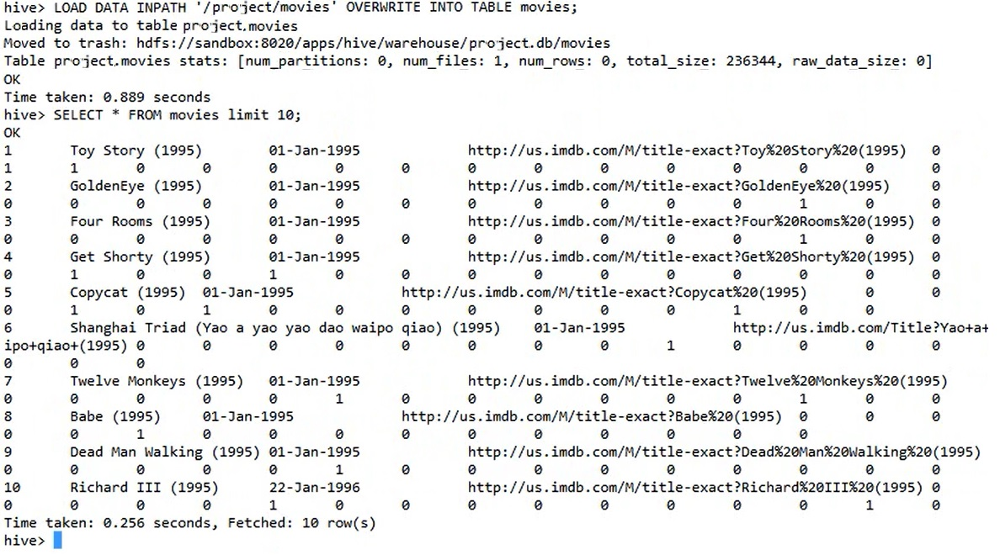 hive> LOAD DATA INPATH '/project/movies' OVERWRITE INTO TABLE movies;
Loading data to table project.movies
Moved to trash: hdfs://sandbox:8020/apps/hive/warehouse/project.db/movies
Table project.movies stats: [num_partitions: 0, num_files: 1, num_rows: 0, total_size: 236344, raw_data_size: 0]
OK
Time taken: 0.889 seconds
hive> SELECT * FROM movies limit 10;
OK
1 Toy Story (1995) 01-Jan-1995 http://us.imdb.com/M/title-exact?Toy%20Story%20(1995) 0
1 1 0 0 0 0 0 0 0 0 0 0 0 0 0
2 GoldenEye (1995) 01-Jan-1995 http://us.imdb.com/M/title-exact?GoldenEye%20(1995) 0
0 0 0 0 0 0 0 0 0 0 0 0 1 0 0
3 Four Rooms (1995) 01-Jan-1995 http://us.imdb.com/M/title-exact?Four%20Rooms%20(1995) 0
0 0 0 0 0 0 0 0 0 0 0 0 1 0 0
4 Get Shorty (1995) 01-Jan-1995 http://us.imdb.com/M/title-exact?Get%20Shorty%20(1995) 0
0 1 0 0 1 0 0 0 0 0 0 0 0 0 0
5 Copycat (1995) 01-Jan-1995 http://us.imdb.com/M/title-exact?Copycat%20(1995) 0 0
0 1 0 1 0 0 0 0 0 0 0 1 0 0
6 Shanghai Triad (Yao a yao yao dao waipo qiao) (1995) 01-Jan-1995 http://us.imdb.com/Title?Yao+a+
ipo+qiao+(1995) 0 0 0 0 0 0 0 0 1 0 0 0 0
0 0 0
7 Twelve Monkeys (1995) 01-Jan-1995 http://us.imdb.com/M/title-exact?Twelve%20Monkeys%20(1995)
0 0 0 0 0 1 0 0 0 0 0 0 1 0 0
8 Babe (1995) 01-Jan-1995 http://us.imdb.com/M/title-exact?Babe%20(1995) 0 0 0
0 0 1 0 0 0 0 0 0 0 0 0 0
9 Dead Man Walking (1995) 01-Jan-1995 http://us.imdb.com/M/title-exact?Dead%20Man%20Walking%20(1995)
0 0 0 0 0 1 0 0 0 0 0 0 0 0 0
10 Richard III (1995) 22-Jan-1996 http://us.imdb.com/M/title-exact?Richard%20III%20(1995) 0
0 0 0 0 1 0 0 0 0 0 0 0 0 1 0
Time taken: 0.256 seconds, Fetched: 10 row(s)
hive>